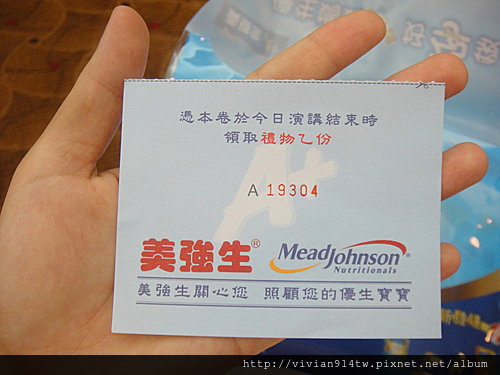 憑本卷於今日演講結束時
領取禮物乙份
A+
A 19304
美強生®
MeadJohnson®
Nutritionals
美強生關心您 照顧您的優生寶寶
http://vivian914tw.pixnet.net/album